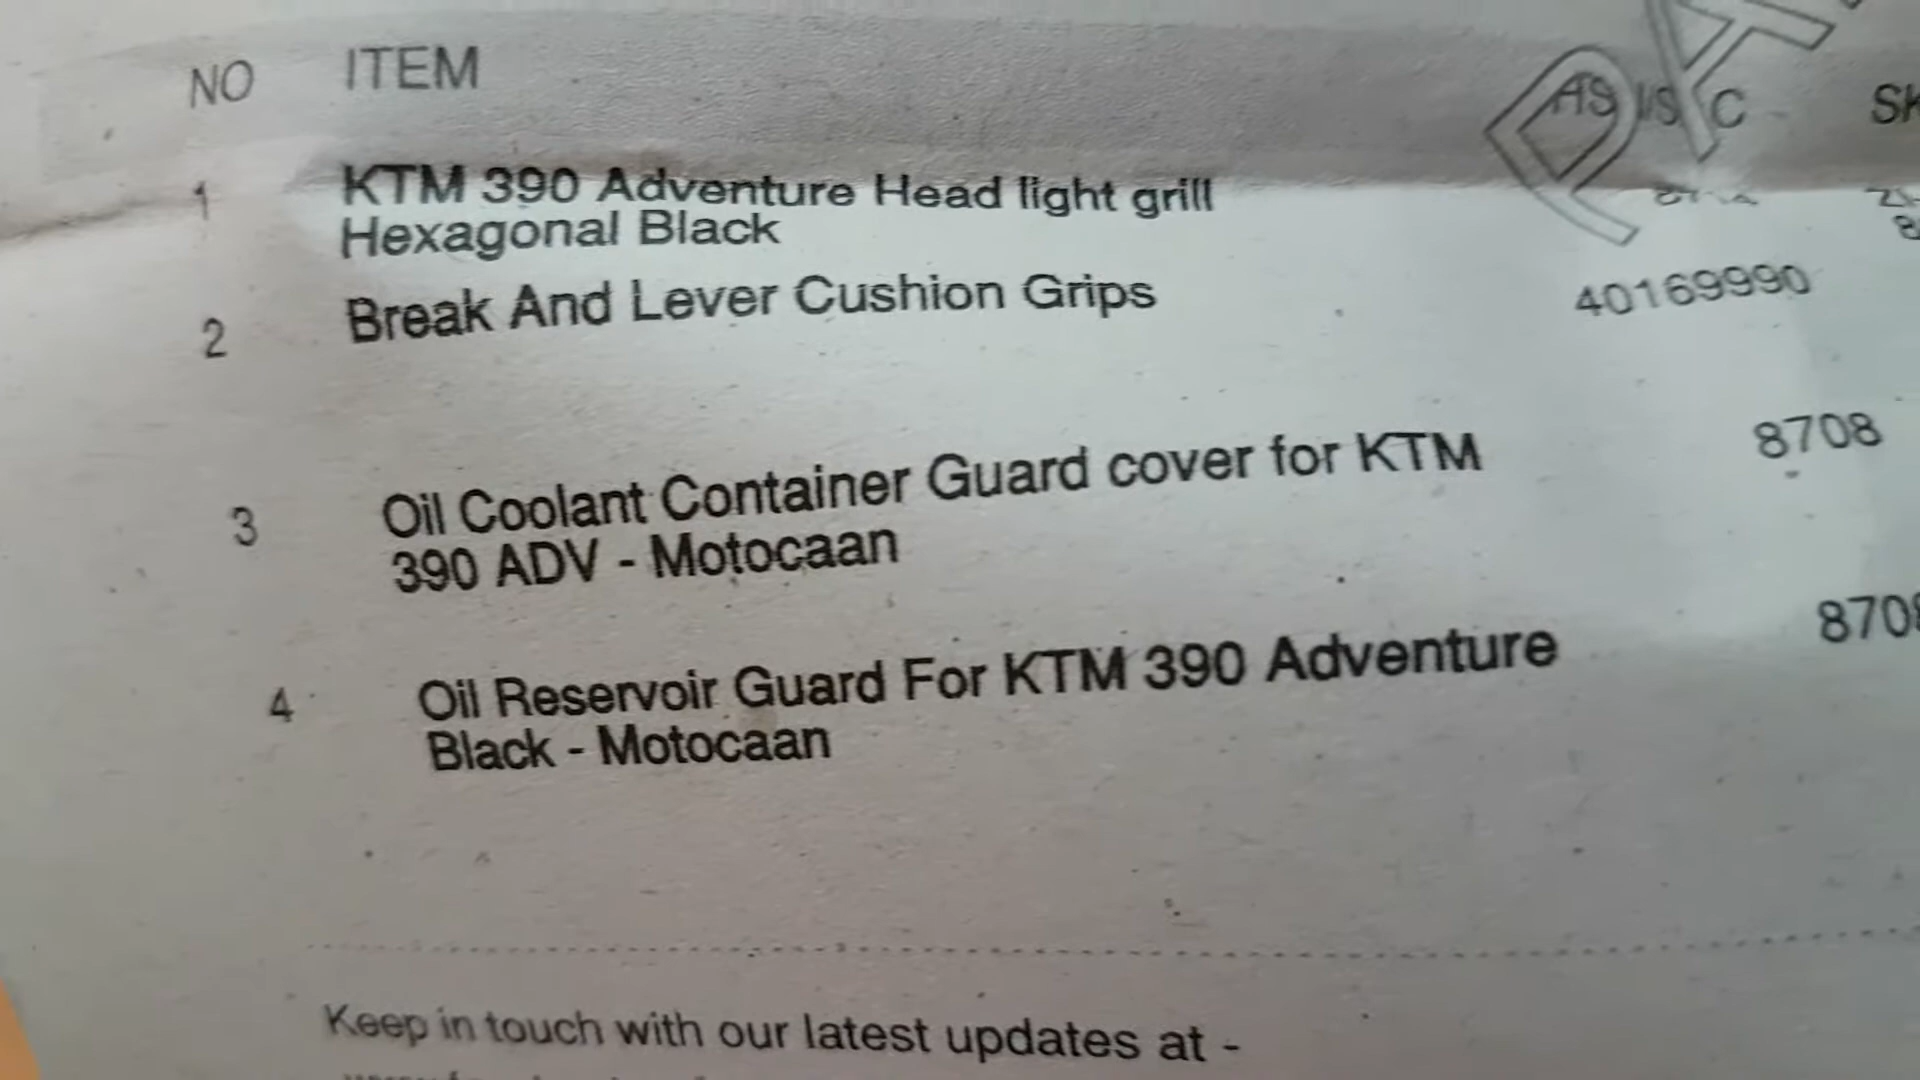 NO ITEM
KTM 390 Adventure Head light grill
Hexagonal Black
1
2 Break And Lever Cushion Grips 40169990
3 Oil Coolant Container Guard cover for KTM 8708
390 ADV - Motocaan
4 Oil Reservoir Guard For KTM 390 Adventure
Black - Motocaan
Keep in touch with our latest updates at -